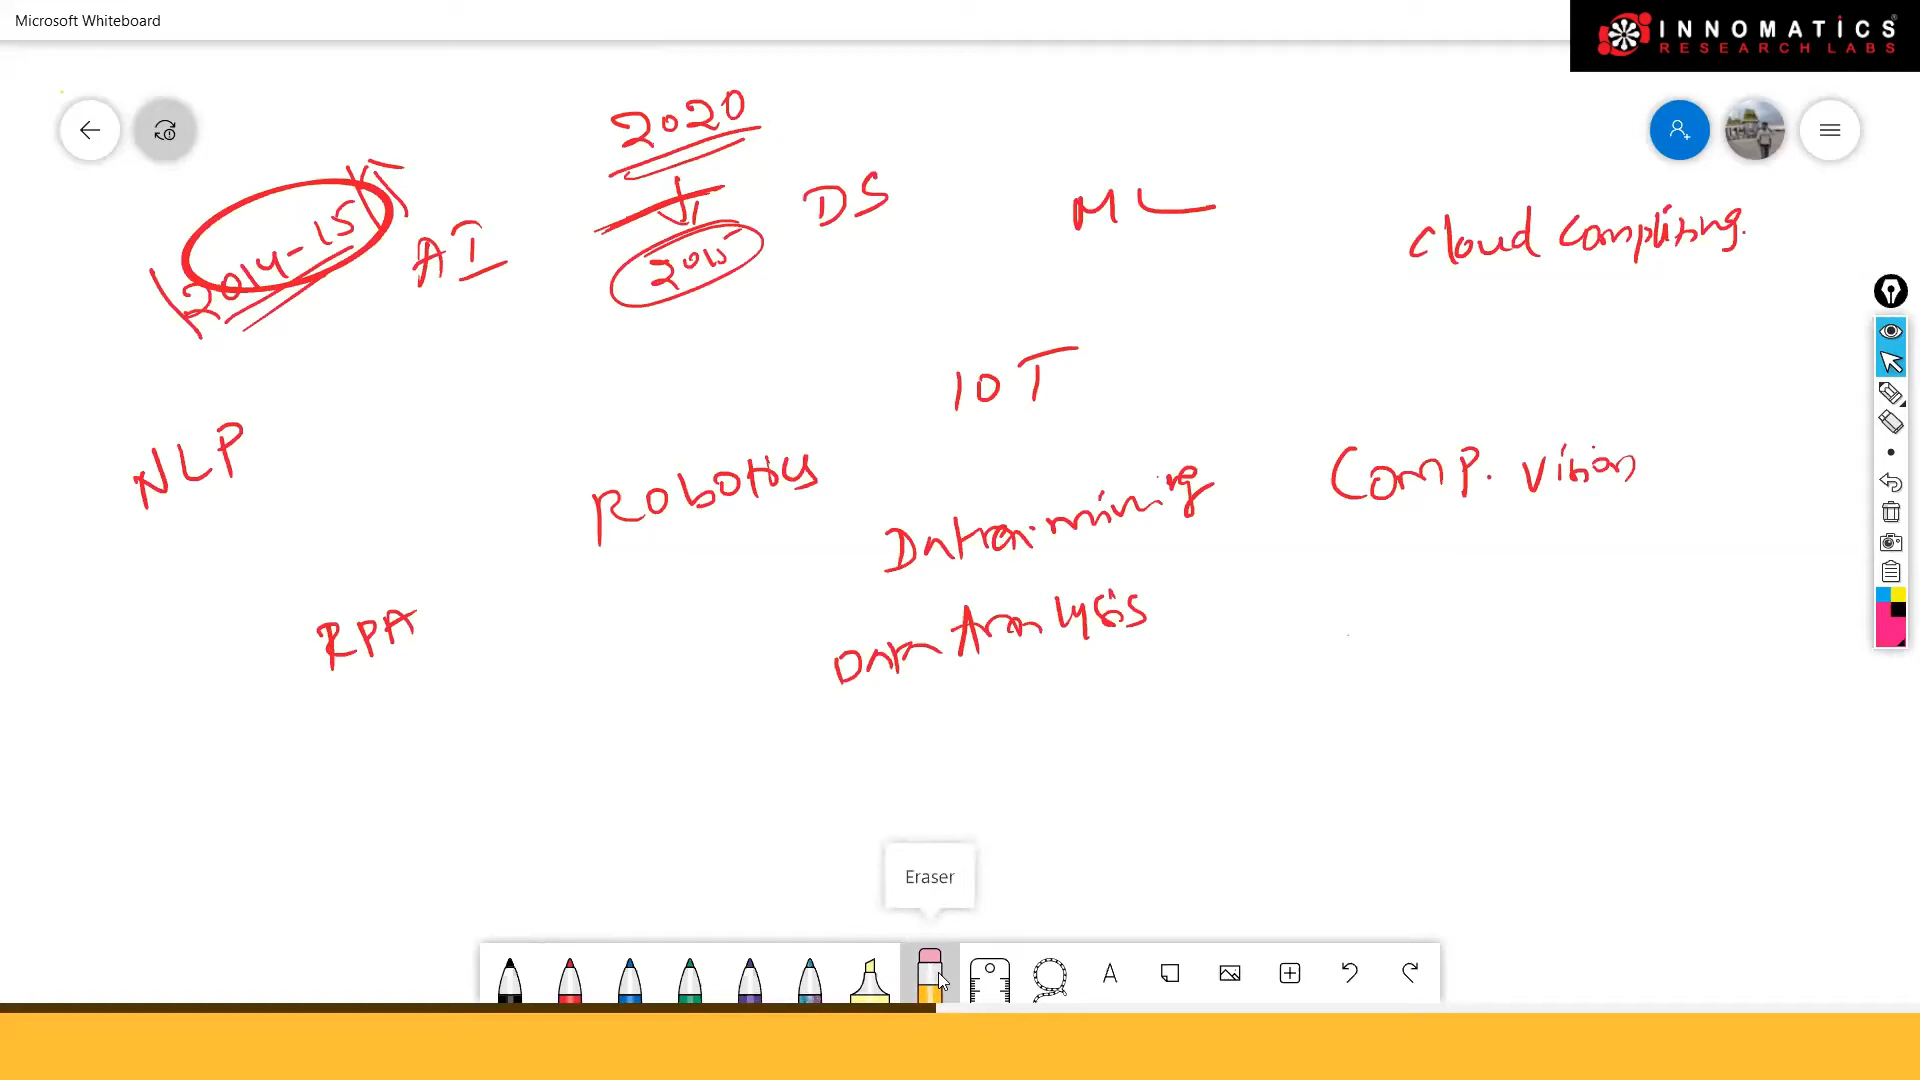 Microsoft Whiteboard
INNOMATICS
RESEARCH LABS
2020
2014-15
AI
2015
DS
ML
Cloud Computing.
IOT
NLP
Robotics
Data mining
Comp. Vision
RPA
Data Analysis
Eraser